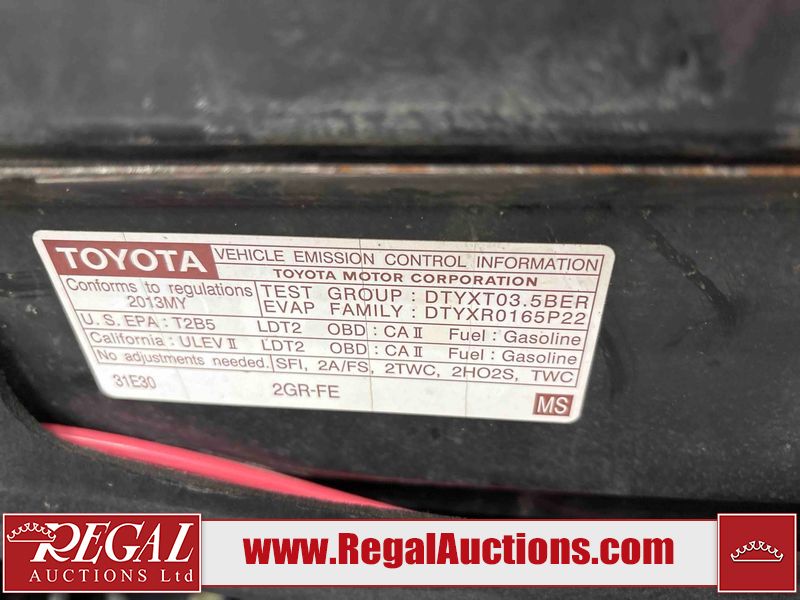 TOYOTA
VEHICLE EMISSION CONTROL INFORMATION
TOYOTA MOTOR CORPORATION
Conforms to regulations
2013MY
TEST GROUP : DTYXT03.5BER
EVAP FAMILY : DTYXR0165P22
U.S. EPA : T2B5 LDT2 OBD : CA II Fuel : Gasoline
California : ULEV II LDT2 OBD : CA II Fuel : Gasoline
No adjustments needed. SFI, 2A/FS, 2TWC, 2HO2S, TWC
31E30 2GR-FE MS
REGAL
AUCTIONS Ltd
www.RegalAuctions.com